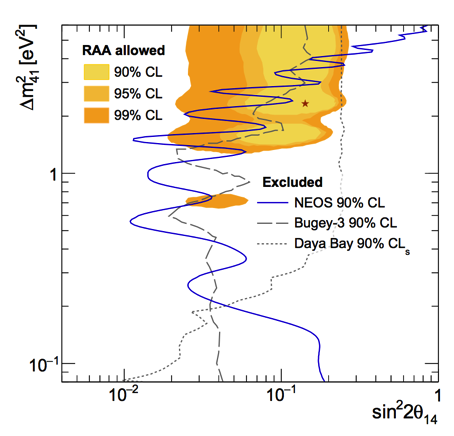 RAA allowed
90% CL
95% CL
99% CL
Δm²₄₁ [eV²]
1
Excluded
NEOS 90% CL
Bugey-3 90% CL
Daya Bay 90% CLₛ
10⁻¹
10⁻² 10⁻¹ 1
sin²2θ₁₄